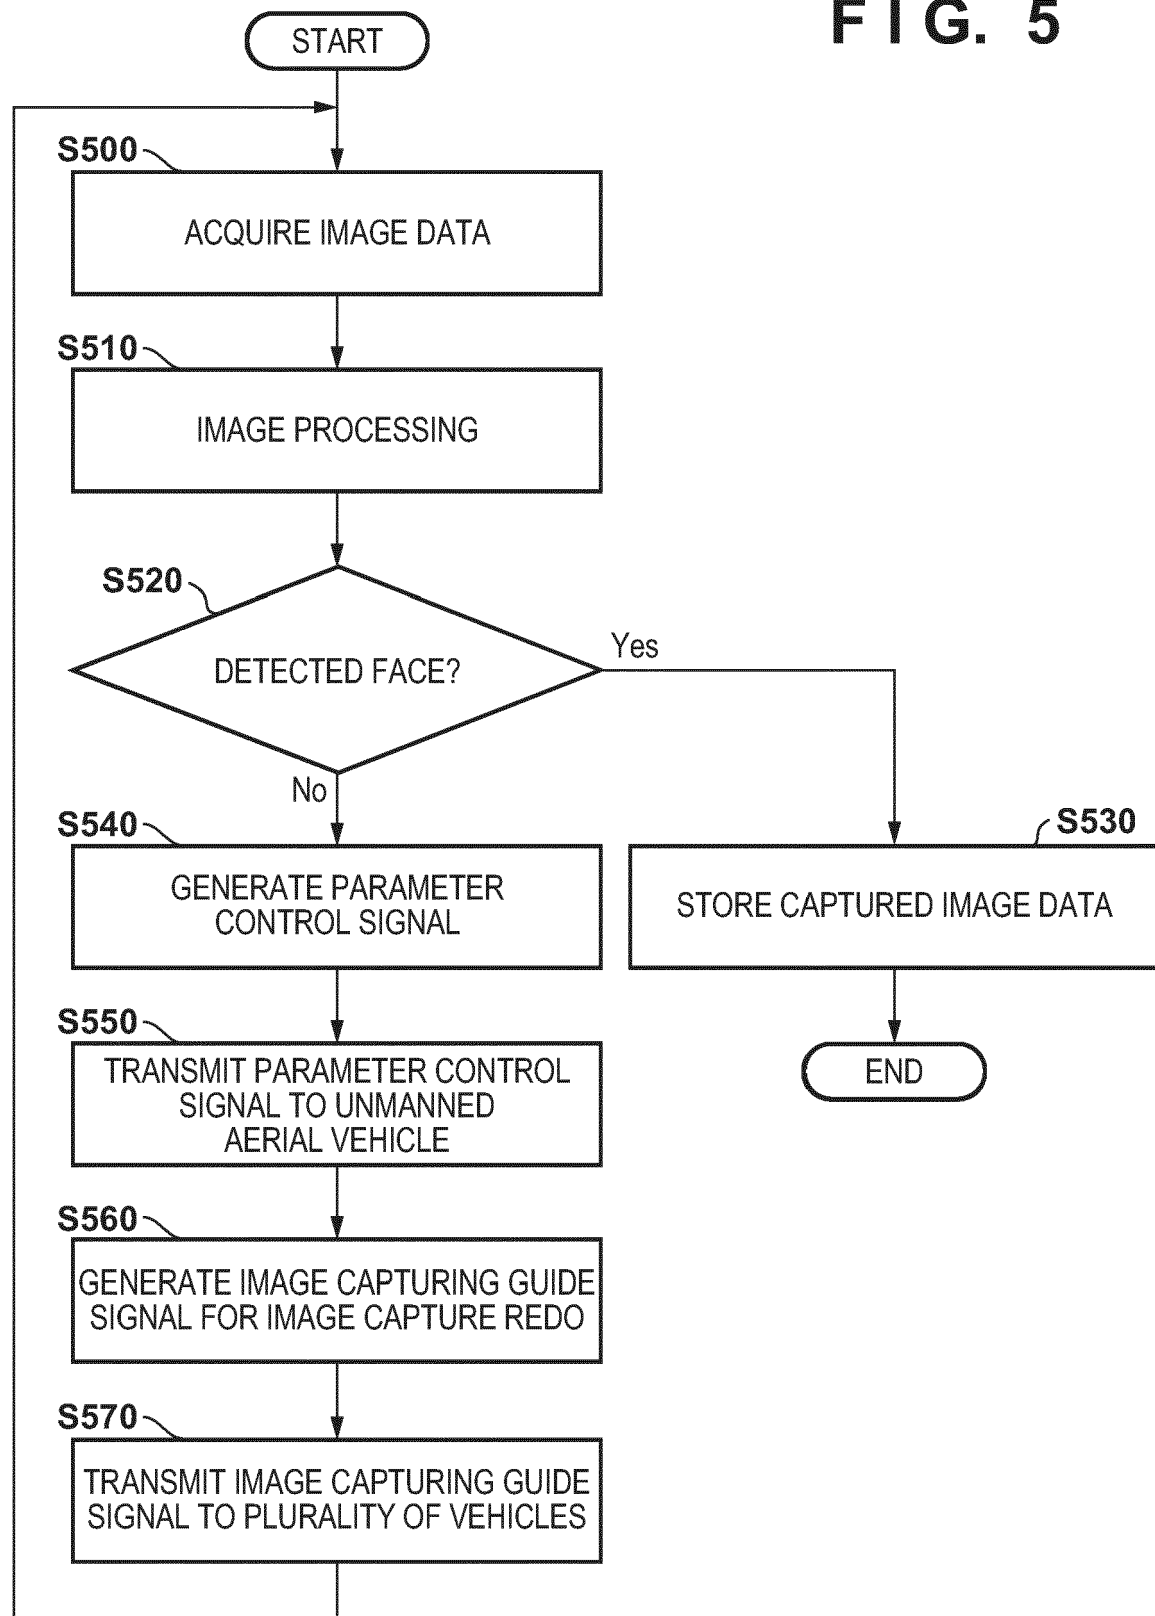 FIG. 5
START
S500
ACQUIRE IMAGE DATA
S510
IMAGE PROCESSING
S520
DETECTED FACE?
Yes
No
S540
GENERATE PARAMETER
CONTROL SIGNAL
S530
STORE CAPTURED IMAGE DATA
S550
TRANSMIT PARAMETER CONTROL
SIGNAL TO UNMANNED
AERIAL VEHICLE
END
S560
GENERATE IMAGE CAPTURING GUIDE
SIGNAL FOR IMAGE CAPTURE REDO
S570
TRANSMIT IMAGE CAPTURING GUIDE
SIGNAL TO PLURALITY OF VEHICLES